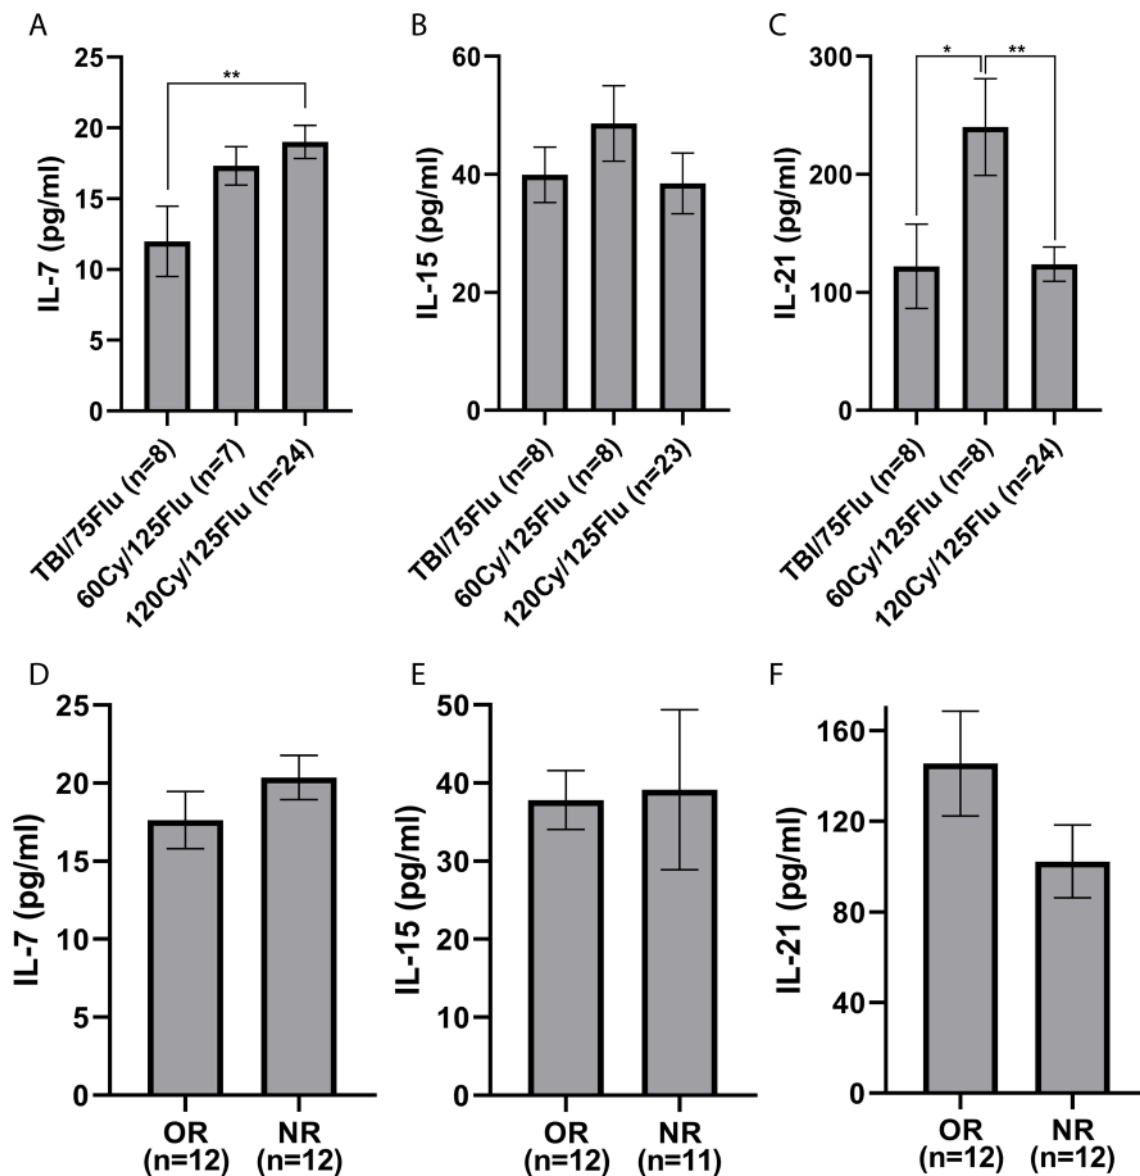 A
IL-7 (pg/ml)
25
20
15
10
5
0
**
TBI/75Flu (n=8)
60Cy/125Flu (n=7)
120Cy/125Flu (n=24)
B
IL-15 (pg/ml)
60
40
20
0
TBI/75Flu (n=8)
60Cy/125Flu (n=8)
120Cy/125Flu (n=23)
C
IL-21 (pg/ml)
300
200
100
0
*
**
TBI/75Flu (n=8)
60Cy/125Flu (n=8)
120Cy/125Flu (n=24)
D
IL-7 (pg/ml)
25
20
15
10
5
0
OR
(n=12)
NR
(n=12)
E
IL-15 (pg/ml)
50
40
30
20
10
0
OR
(n=12)
NR
(n=11)
F
IL-21 (pg/ml)
160
120
80
40
0
OR
(n=12)
NR
(n=12)